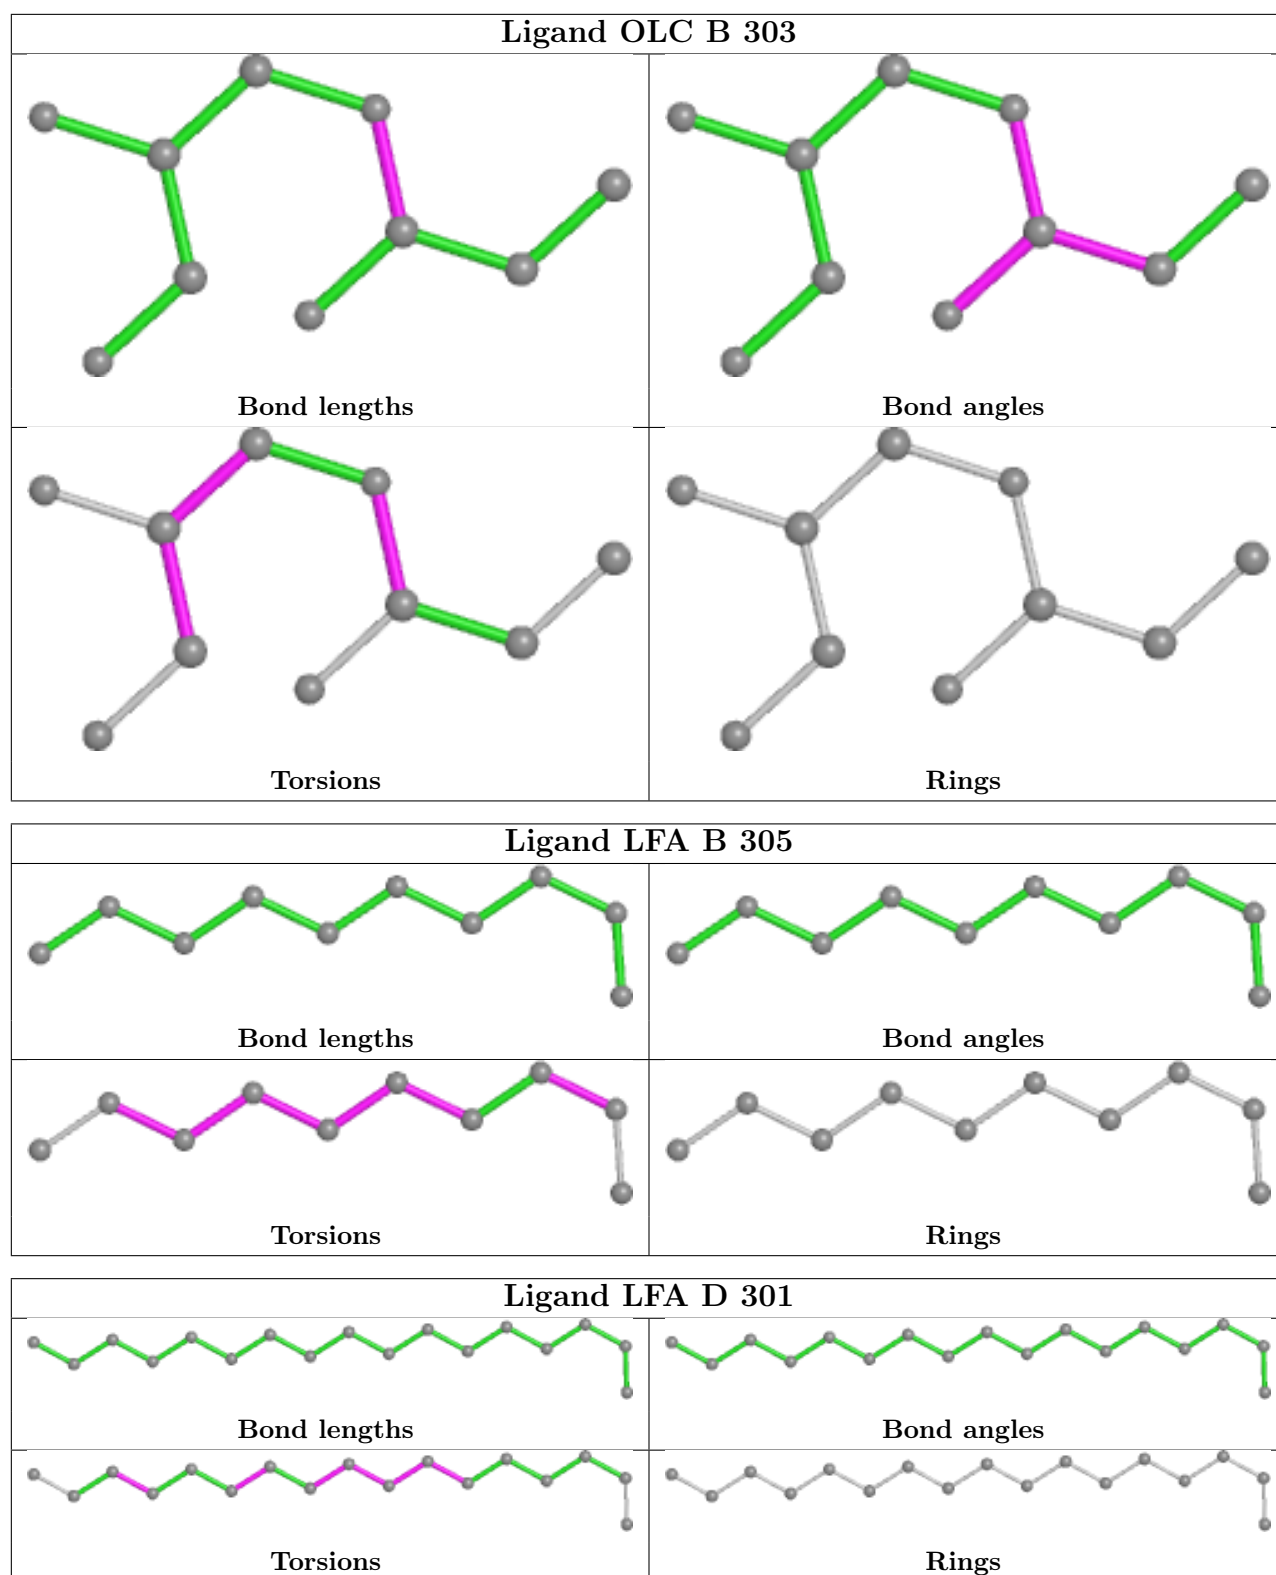 Ligand OLC B 303
Bond lengths
Bond angles
Torsions
Rings
Ligand LFA B 305
Bond lengths
Bond angles
Torsions
Rings
Ligand LFA D 301
Bond lengths
Bond angles
Torsions
Rings